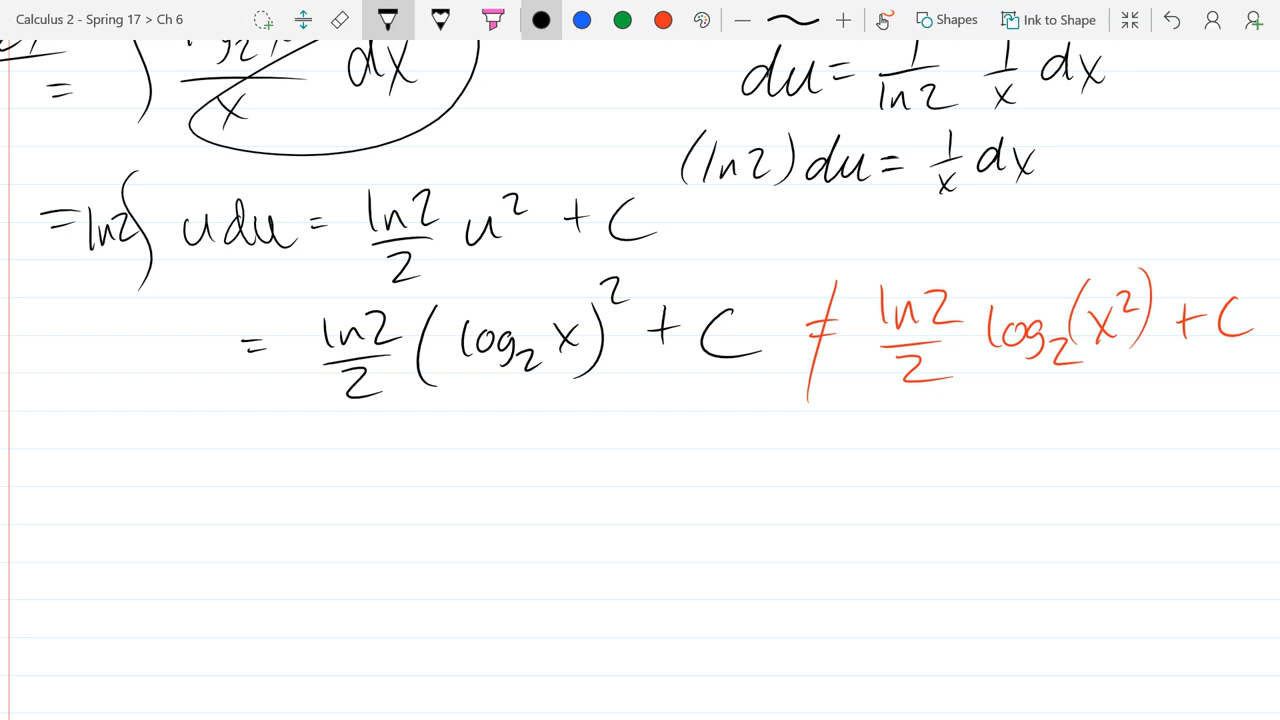 Calculus 2 - Spring 17 > Ch 6
Shapes
Ink to Shape
= ∫ log₂x/x dx
du = 1/ln2 1/x dx
(ln2) du = 1/x dx
= ln2 ∫ u du = ln2/2 u² + C
= ln2/2 (log₂ x)² + C ≠ ln2/2 log₂(x²) + C